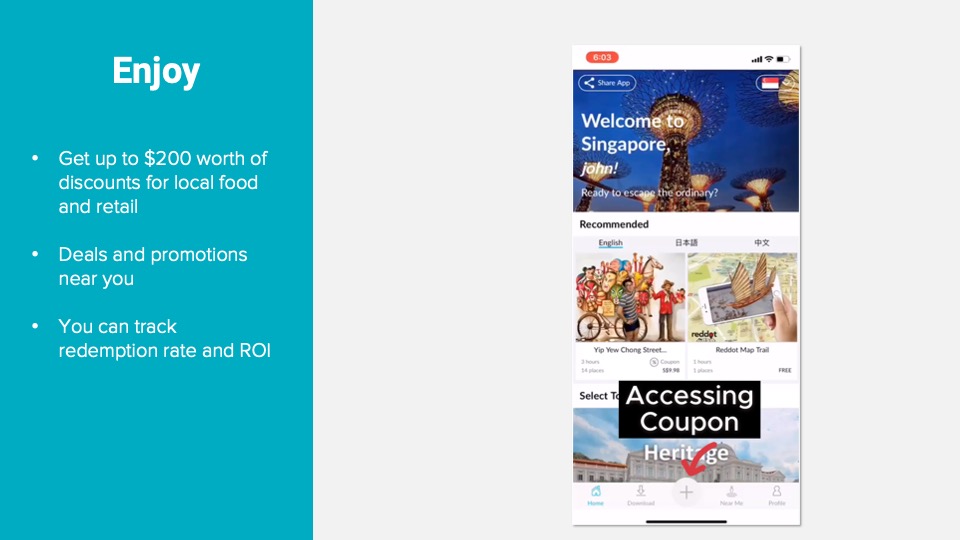 Enjoy
• Get up to $200 worth of
discounts for local food
and retail
• Deals and promotions
near you
• You can track
redemption rate and ROI
6:03
Share App
Welcome to
Singapore,
john!
Ready to escape the ordinary?
Recommended
English 日本語 中文
reddot
Yip Yew Chong Street...
3 hours Coupon
14 places S$9.98
Reddot Map Trail
1 hours
1 places FREE
Select To
Accessing
Coupon
Heritage
Home Download Near Me Profile